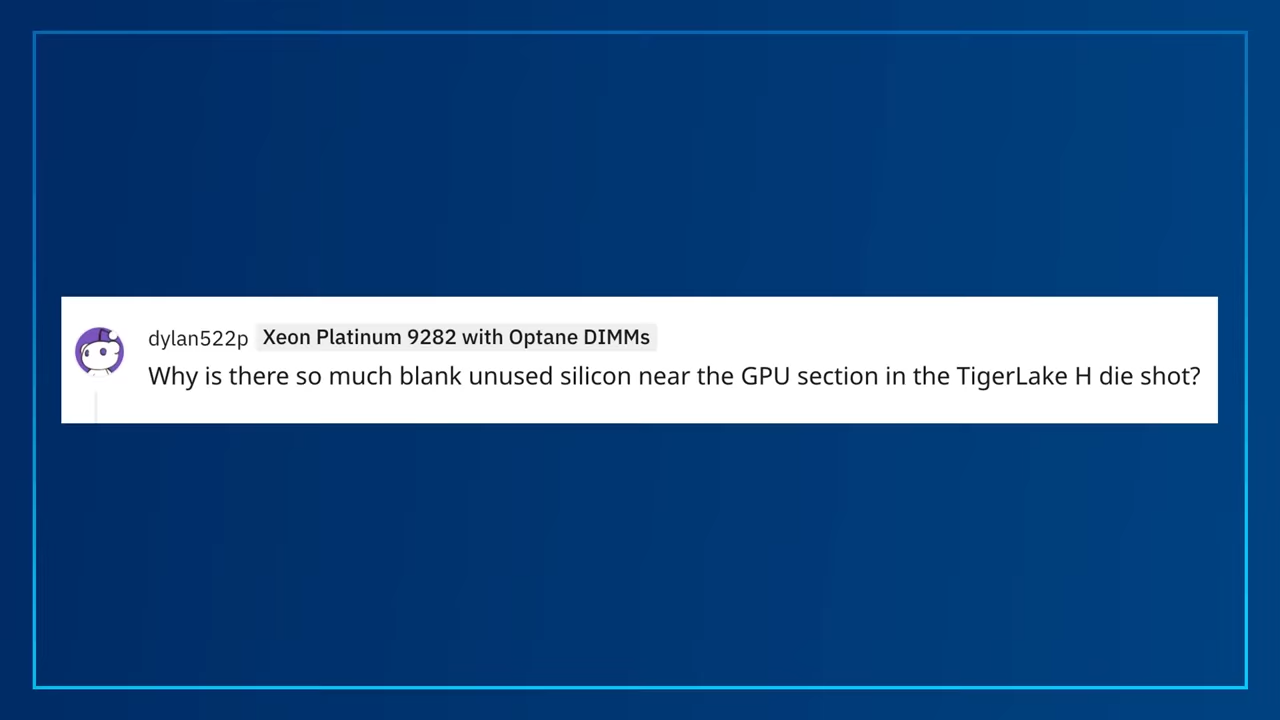 dylan522p Xeon Platinum 9282 with Optane DIMMs
Why is there so much blank unused silicon near the GPU section in the TigerLake H die shot?